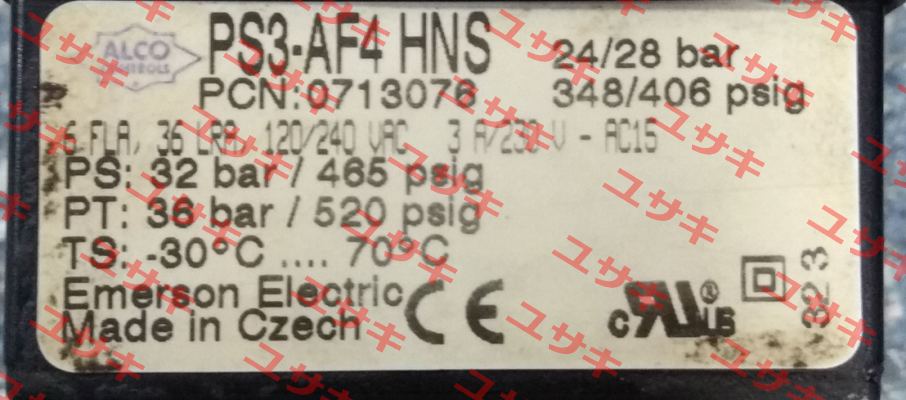 ALCO
CONTROLS
PS3-AF4 HNS
24/28 bar
PCN: 0713076
348/406 psig
6 FLA, 36 LRA, 120/240 VAC 3 A/230 V - AC15
PS: 32 bar / 465 psig
PT: 36 bar / 520 psig
TS: -30°C .... 70°C
Emerson Electric
Made in Czech
CE
c UR US ®
323
ユサキ